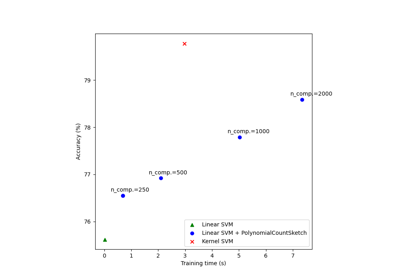 79
78
77
76
Accuracy (%)
n_comp.=2000
n_comp.=1000
n_comp.=500
n_comp.=250
Linear SVM
Linear SVM + PolynomialCountSketch
Kernel SVM
0 1 2 3 4 5 6 7
Training time (s)